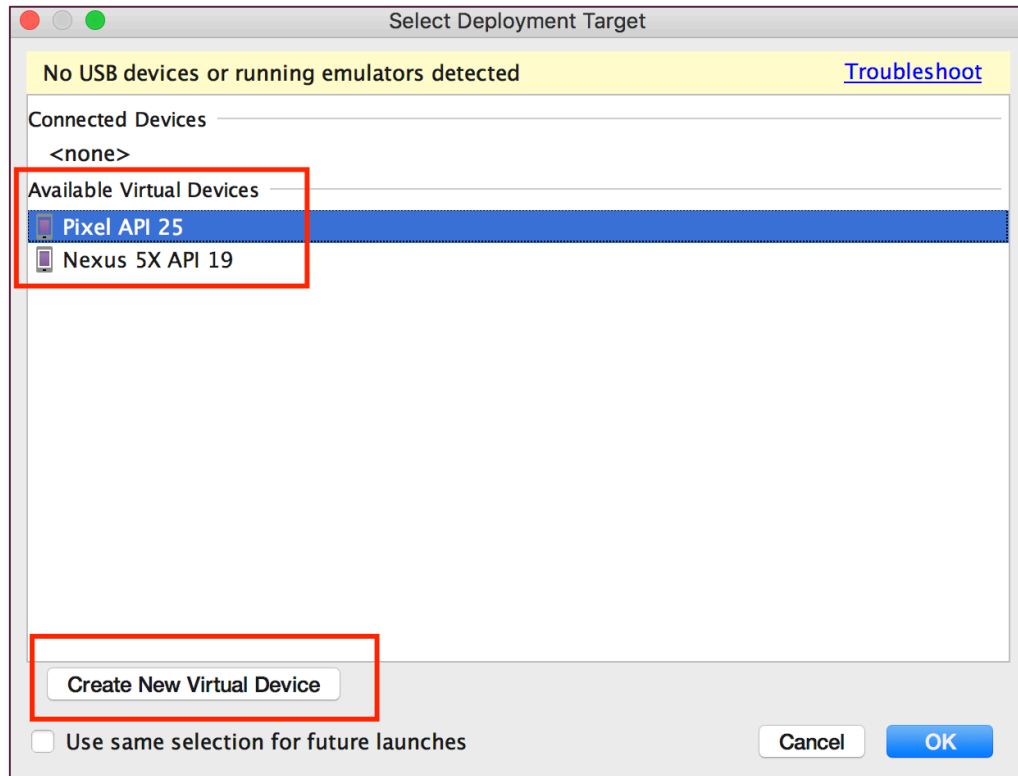 Select Deployment Target
No USB devices or running emulators detected Troubleshoot
Connected Devices
<none>
Available Virtual Devices
Pixel API 25
Nexus 5X API 19
Create New Virtual Device
Use same selection for future launches Cancel OK